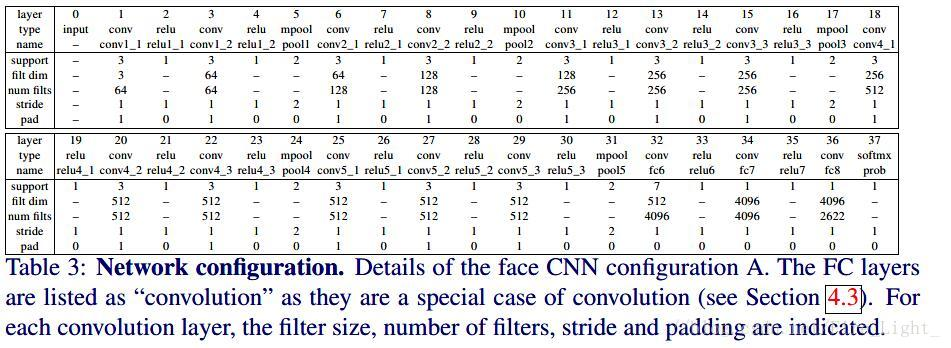 layer 0 1 2 3 4 5 6 7 8 9 10 11 12 13 14 15 16 17 18
type input conv relu conv relu mpool conv relu conv relu mpool conv relu conv relu conv relu mpool conv
name – conv1_1 relu1_1 conv1_2 relu1_2 pool1 conv2_1 relu2_1 conv2_2 relu2_2 pool2 conv3_1 relu3_1 conv3_2 relu3_2 conv3_3 relu3_3 pool3 conv4_1
support – 3 1 3 1 2 3 1 3 1 2 3 1 3 1 3 1 2 3
filt dim – 3 – 64 – – 64 – 128 – – 128 – 256 – 256 – – 256
num filts – 64 – 64 – – 128 – 128 – – 256 – 256 – 256 – – 512
stride – 1 1 1 1 2 1 1 1 1 2 1 1 1 1 1 1 2 1
pad – 1 0 1 0 0 1 0 1 0 0 1 0 1 0 1 0 0 1
layer 19 20 21 22 23 24 25 26 27 28 29 30 31 32 33 34 35 36 37
type relu conv relu conv relu mpool conv relu conv relu conv relu mpool conv relu conv relu conv softmx
name relu4_1 conv4_2 relu4_2 conv4_3 relu4_3 pool4 conv5_1 relu5_1 conv5_2 relu5_2 conv5_3 relu5_3 pool5 fc6 relu6 fc7 relu7 fc8 prob
support 1 3 1 3 1 2 3 1 3 1 3 1 2 7 1 1 1 1 1
filt dim – 512 – 512 – – 512 – 512 – 512 – – 512 – 4096 – 4096 –
num filts – 512 – 512 – – 512 – 512 – 512 – – 4096 – 4096 – 2622 –
stride 1 1 1 1 1 2 1 1 1 1 1 1 2 1 1 1 1 1 1
pad 0 1 0 1 0 0 1 0 1 0 1 0 0 0 0 0 0 0 0
Table 3: Network configuration. Details of the face CNN configuration A. The FC layers
are listed as “convolution” as they are a special case of convolution (see Section 4.3). For
each convolution layer, the filter size, number of filters, stride and padding are indicated.